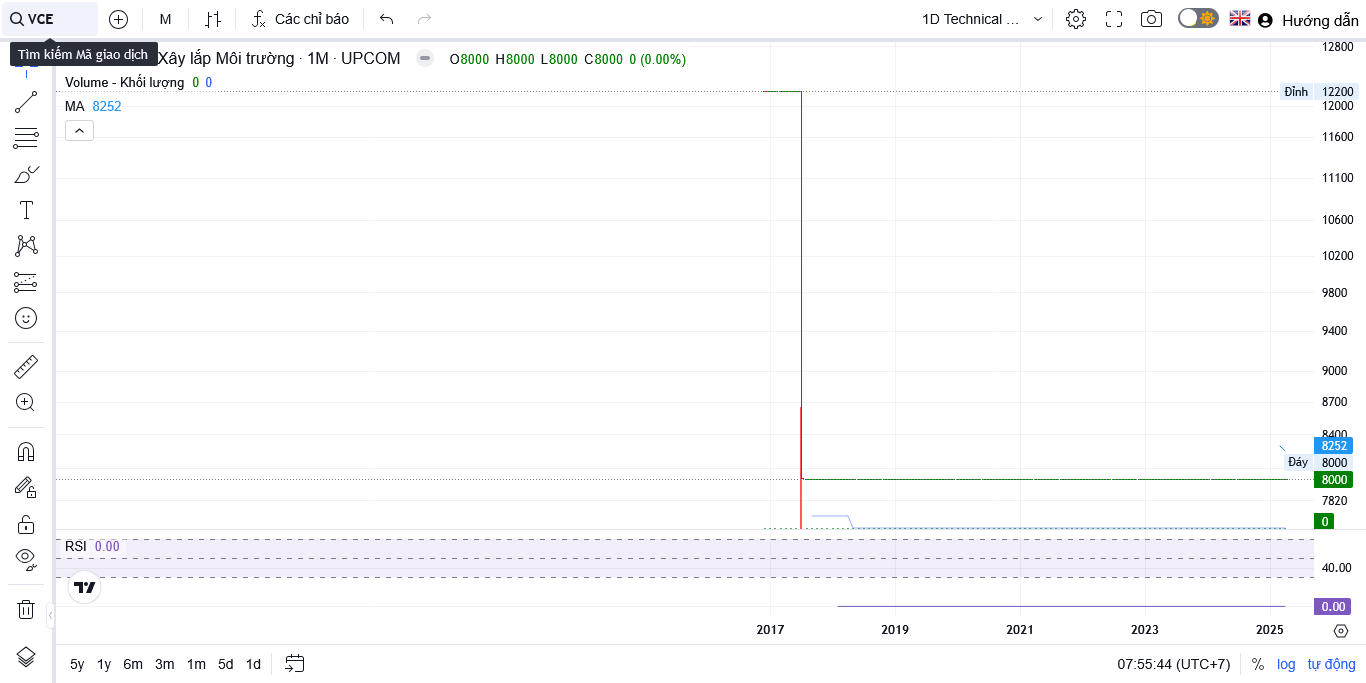 VCE
M
Các chỉ báo
1D Technical ...
Hướng dẫn
Tìm kiếm Mã giao dịch
Xây lắp Môi trường · 1M · UPCOM
O8000 H8000 L8000 C8000 0 (0.00%)
Volume - Khối lượng 0 0
MA 8252
12800
Đỉnh 12200
12000
11600
11100
10600
10200
9800
9400
9000
8700
8400
8252
Đáy 8000
8000
7820
0
RSI 0.00
40.00
0.00
2017 2019 2021 2023 2025
5y 1y 6m 3m 1m 5d 1d
07:55:44 (UTC+7) % log tự động